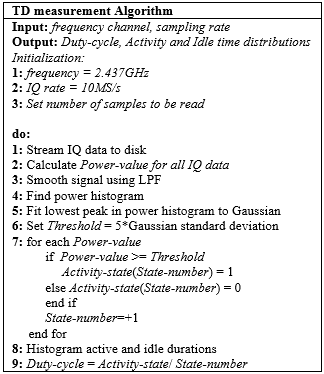 TD measurement Algorithm
Input: frequency channel, sampling rate
Output: Duty-cycle, Activity and Idle time distributions
Initialization:
1: frequency = 2.437GHz
2: IQ rate = 10MS/s
3: Set number of samples to be read
do:
1: Stream IQ data to disk
2: Calculate Power-value for all IQ data
3: Smooth signal using LPF
4: Find power histogram
5: Fit lowest peak in power histogram to Gaussian
6: Set Threshold = 5*Gaussian standard deviation
7: for each Power-value
if Power-value >= Threshold
Activity-state(State-number) = 1
else Activity-state(State-number) = 0
end if
State-number=+1
end for
8: Histogram active and idle durations
9: Duty-cycle = Activity-state/ State-number